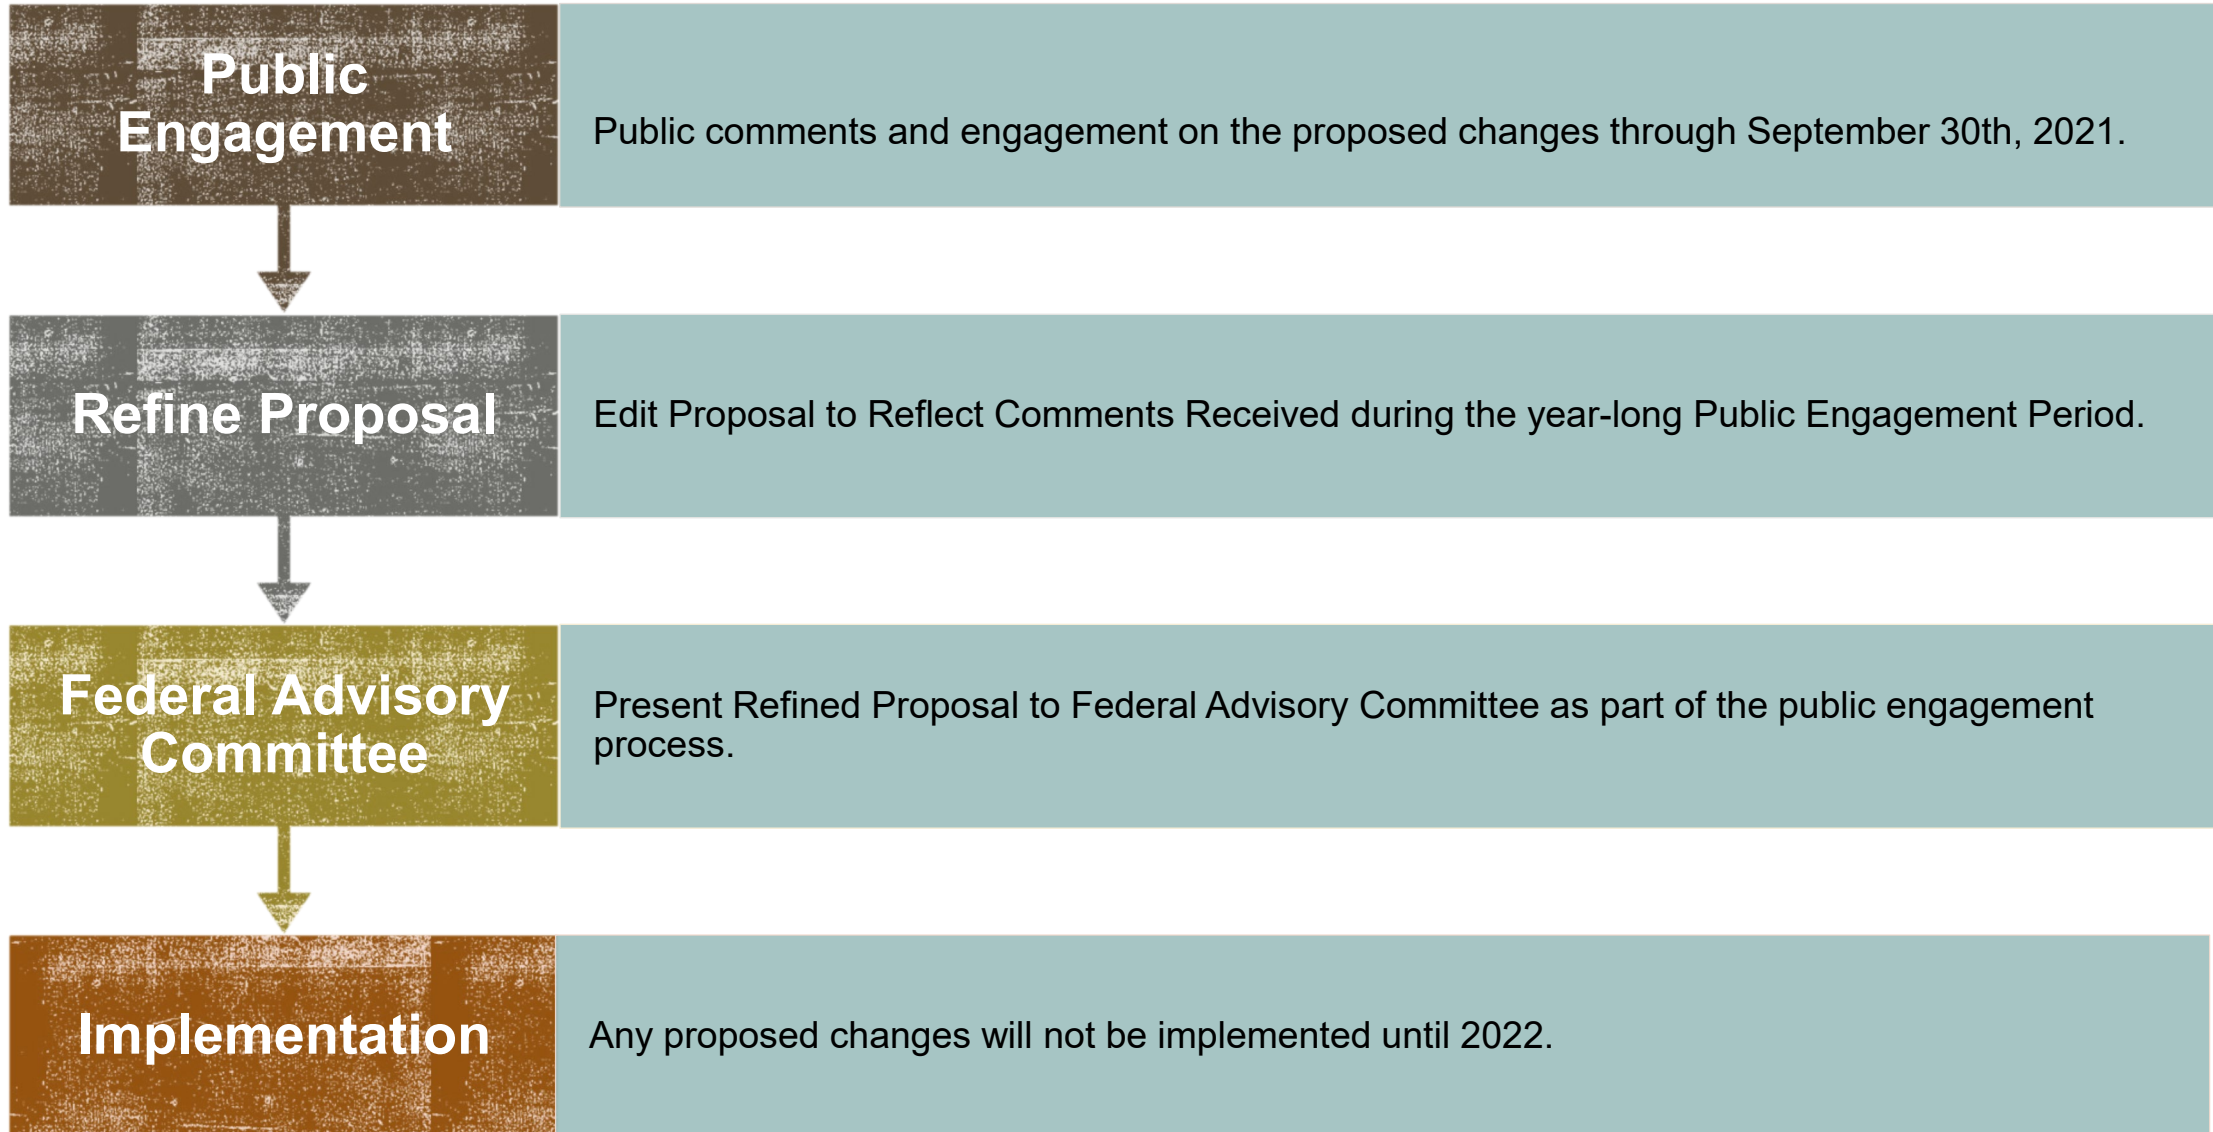 Public
Engagement
Public comments and engagement on the proposed changes through September 30th, 2021.
Refine Proposal
Edit Proposal to Reflect Comments Received during the year-long Public Engagement Period.
Federal Advisory
Committee
Present Refined Proposal to Federal Advisory Committee as part of the public engagement
process.
Implementation
Any proposed changes will not be implemented until 2022.